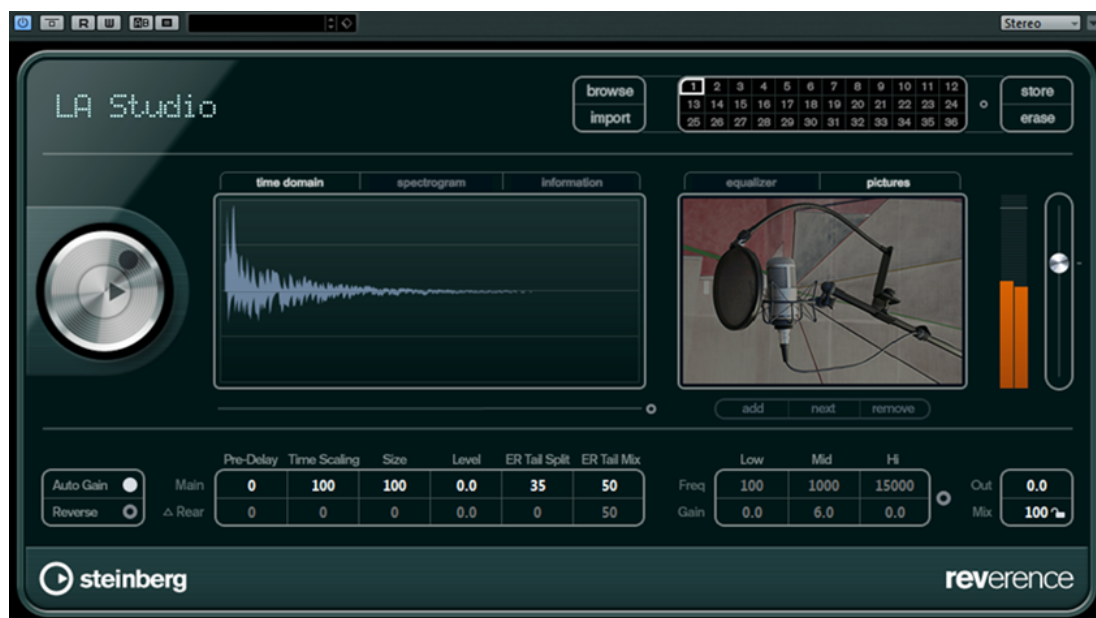 R W AB Stereo
LA Studio
browse
import
1 2 3 4 5 6 7 8 9 10 11 12
13 14 15 16 17 18 19 20 21 22 23 24
25 26 27 28 29 30 31 32 33 34 35 36
store
erase
time domain spectrogram information
equalizer pictures
add next remove
Pre-Delay Time Scaling Size Level ER Tail Split ER Tail Mix
Low Mid Hi
Auto Gain Main 0 100 100 0.0 35 50
Freq 100 1000 15000 Out 0.0
Reverse △ Rear 0 0 0 0.0 0 50
Gain 0.0 6.0 0.0 Mix 100
steinberg
reverence